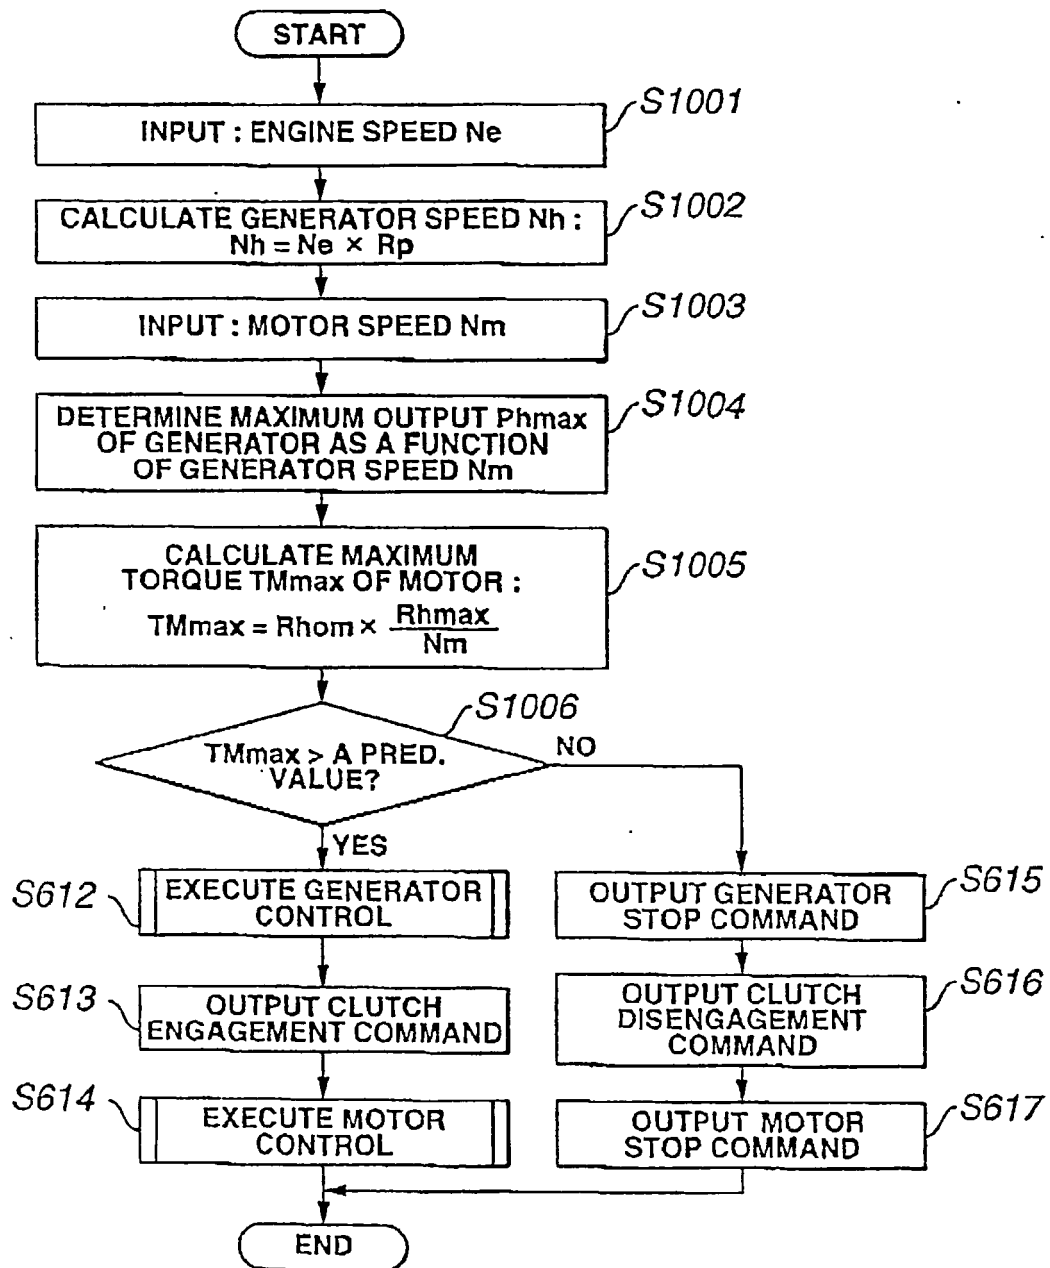 START
S1001
INPUT : ENGINE SPEED Ne
S1002
CALCULATE GENERATOR SPEED Nh :
Nh = Ne × Rp
S1003
INPUT : MOTOR SPEED Nm
S1004
DETERMINE MAXIMUM OUTPUT Phmax
OF GENERATOR AS A FUNCTION
OF GENERATOR SPEED Nm
S1005
CALCULATE MAXIMUM
TORQUE TMmax OF MOTOR :
TMmax = Rhom × Rhmax
Nm
S1006
TMmax > A PRED.
VALUE?
NO
YES
S612
EXECUTE GENERATOR
CONTROL
S613
OUTPUT CLUTCH
ENGAGEMENT COMMAND
S614
EXECUTE MOTOR
CONTROL
S615
OUTPUT GENERATOR
STOP COMMAND
S616
OUTPUT CLUTCH
DISENGAGEMENT
COMMAND
S617
OUTPUT MOTOR
STOP COMMAND
END